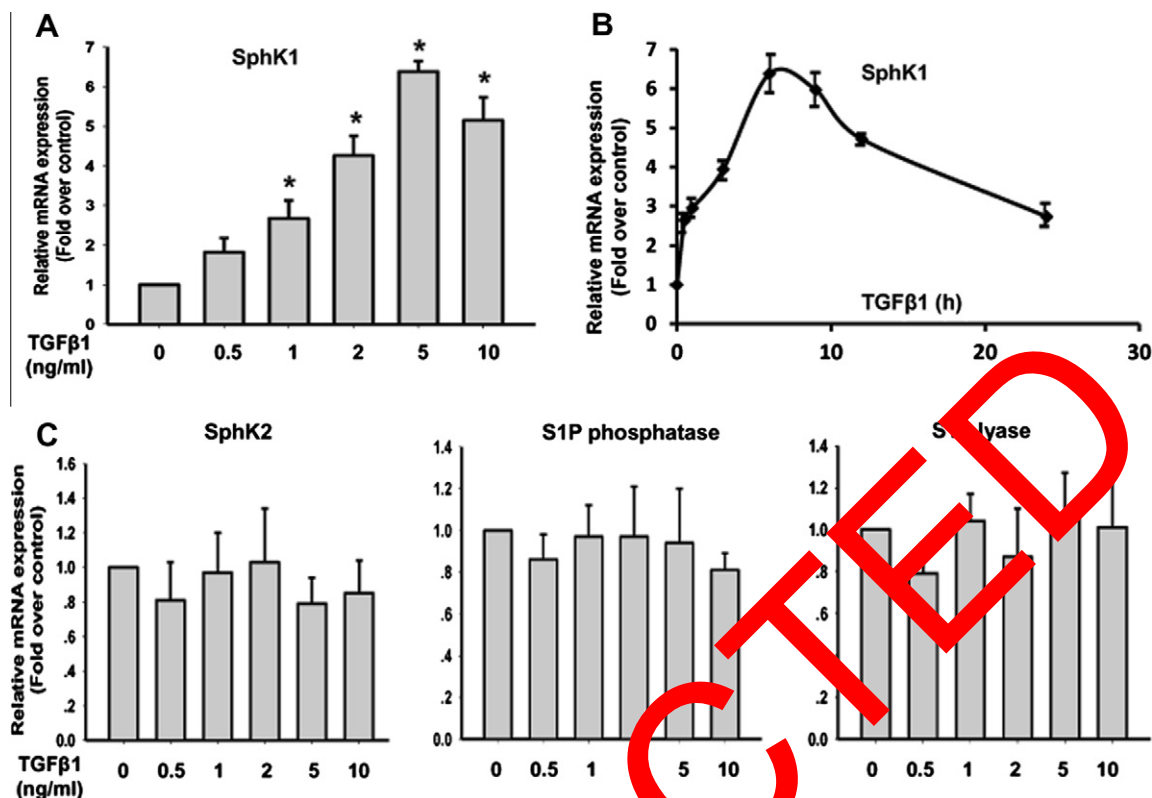 A
SphK1
Relative mRNA expression
(Fold over control)
7
6
5
4
3
2
1
0
* * * *
TGFβ1
(ng/ml)
0 0.5 1 2 5 10
B
SphK1
Relative mRNA expression
(Fold over control)
7
6
5
4
3
2
1
0
TGFβ1 (h)
0 10 20 30
C
SphK2
Relative mRNA expression
(Fold over control)
1.6
1.4
1.2
1.0
.8
.6
.4
.2
0.0
TGFβ1
(ng/ml)
0 0.5 1 2 5 10
S1P phosphatase
1.4
1.2
1.0
.8
.6
.4
.2
0.0
0 0.5 1 5 10
lyase
1.4
1.2
1.0
.8
.6
.4
.2
0.0
0 0.5 1 2 5 10
CTED